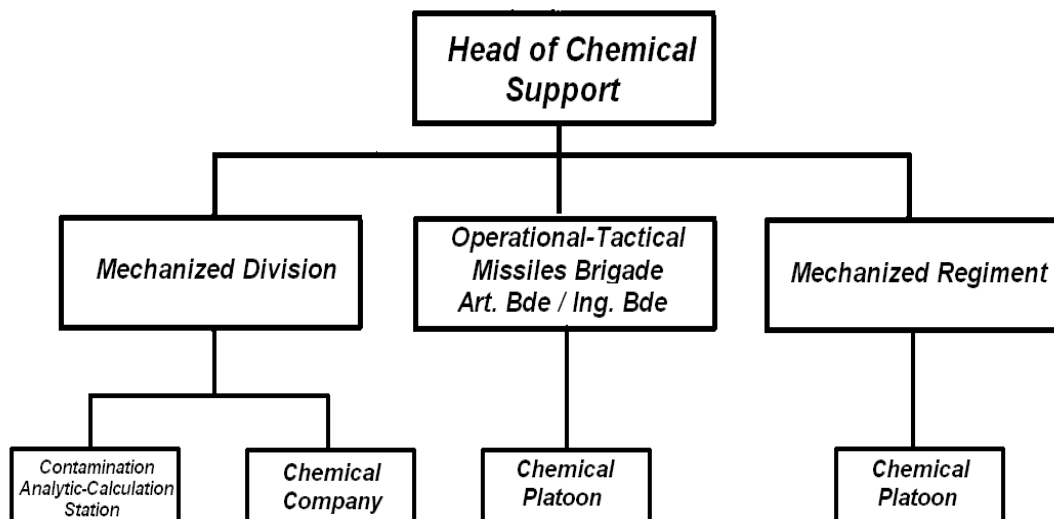 Head of Chemical
Support
Mechanized Division
Operational-Tactical
Missiles Brigade
Art. Bde / Ing. Bde
Mechanized Regiment
Contamination
Analytic-Calculation
Station
Chemical
Company
Chemical
Platoon
Chemical
Platoon